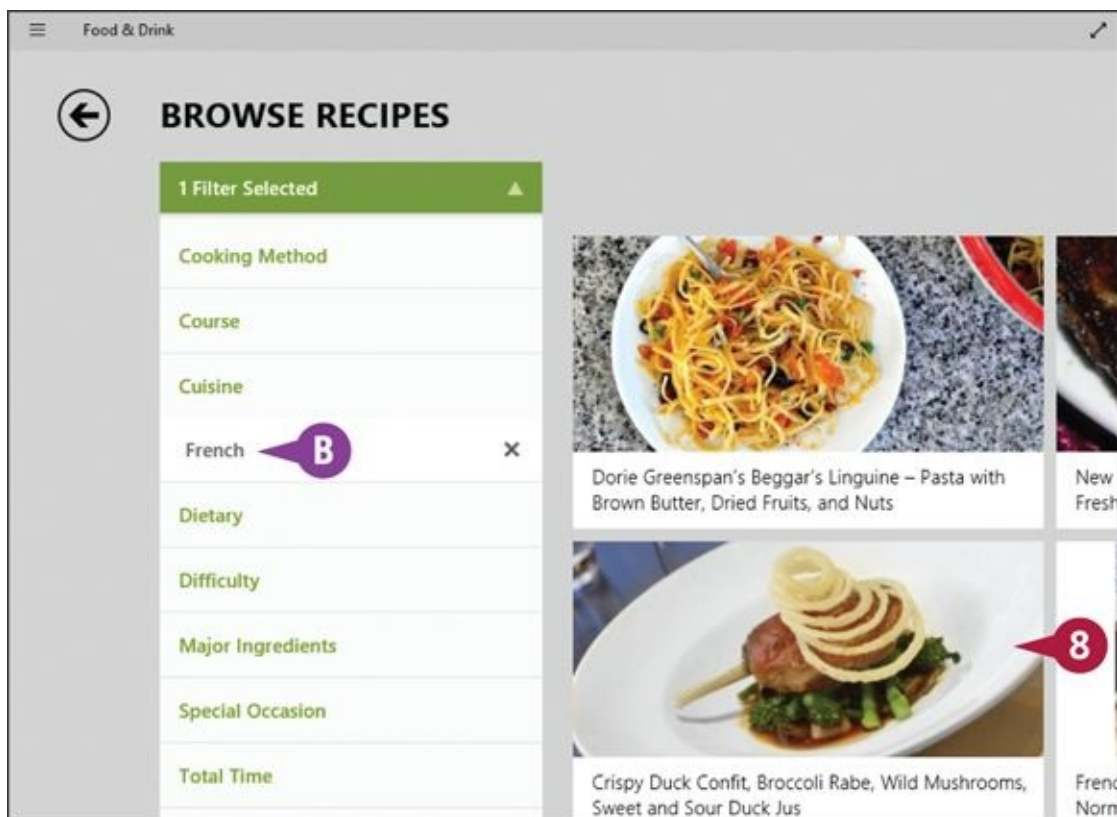 Food & Drink
BROWSE RECIPES
1 Filter Selected
Cooking Method
Course
Cuisine
French
B
Dietary
Difficulty
Major Ingredients
Special Occasion
Total Time
Dorie Greenspan's Beggar's Linguine – Pasta with
Brown Butter, Dried Fruits, and Nuts
New
Fresh
8
Crispy Duck Confit, Broccoli Rabe, Wild Mushrooms,
Sweet and Sour Duck Jus